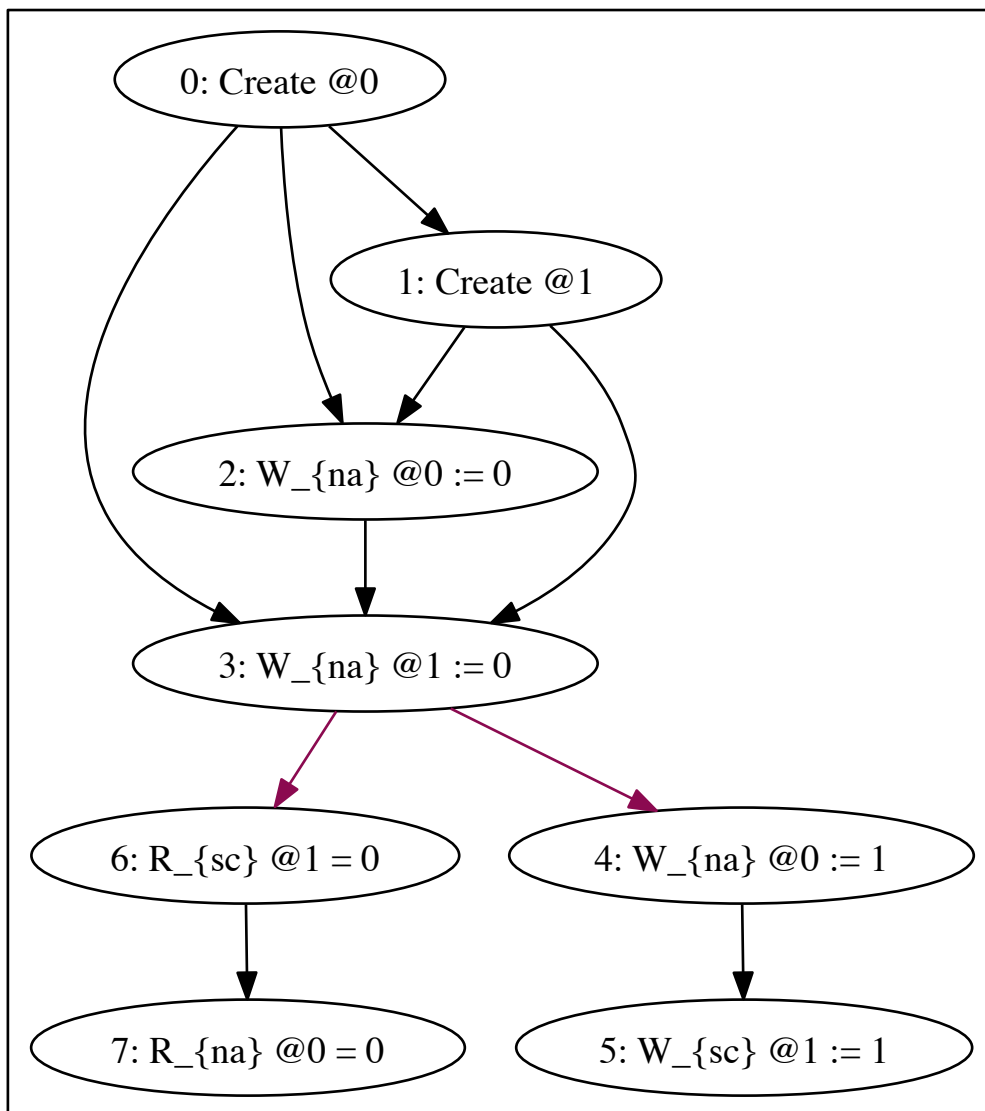 0: Create @0
1: Create @1
2: W_{na} @0 := 0
3: W_{na} @1 := 0
6: R_{sc} @1 = 0
4: W_{na} @0 := 1
7: R_{na} @0 = 0
5: W_{sc} @1 := 1